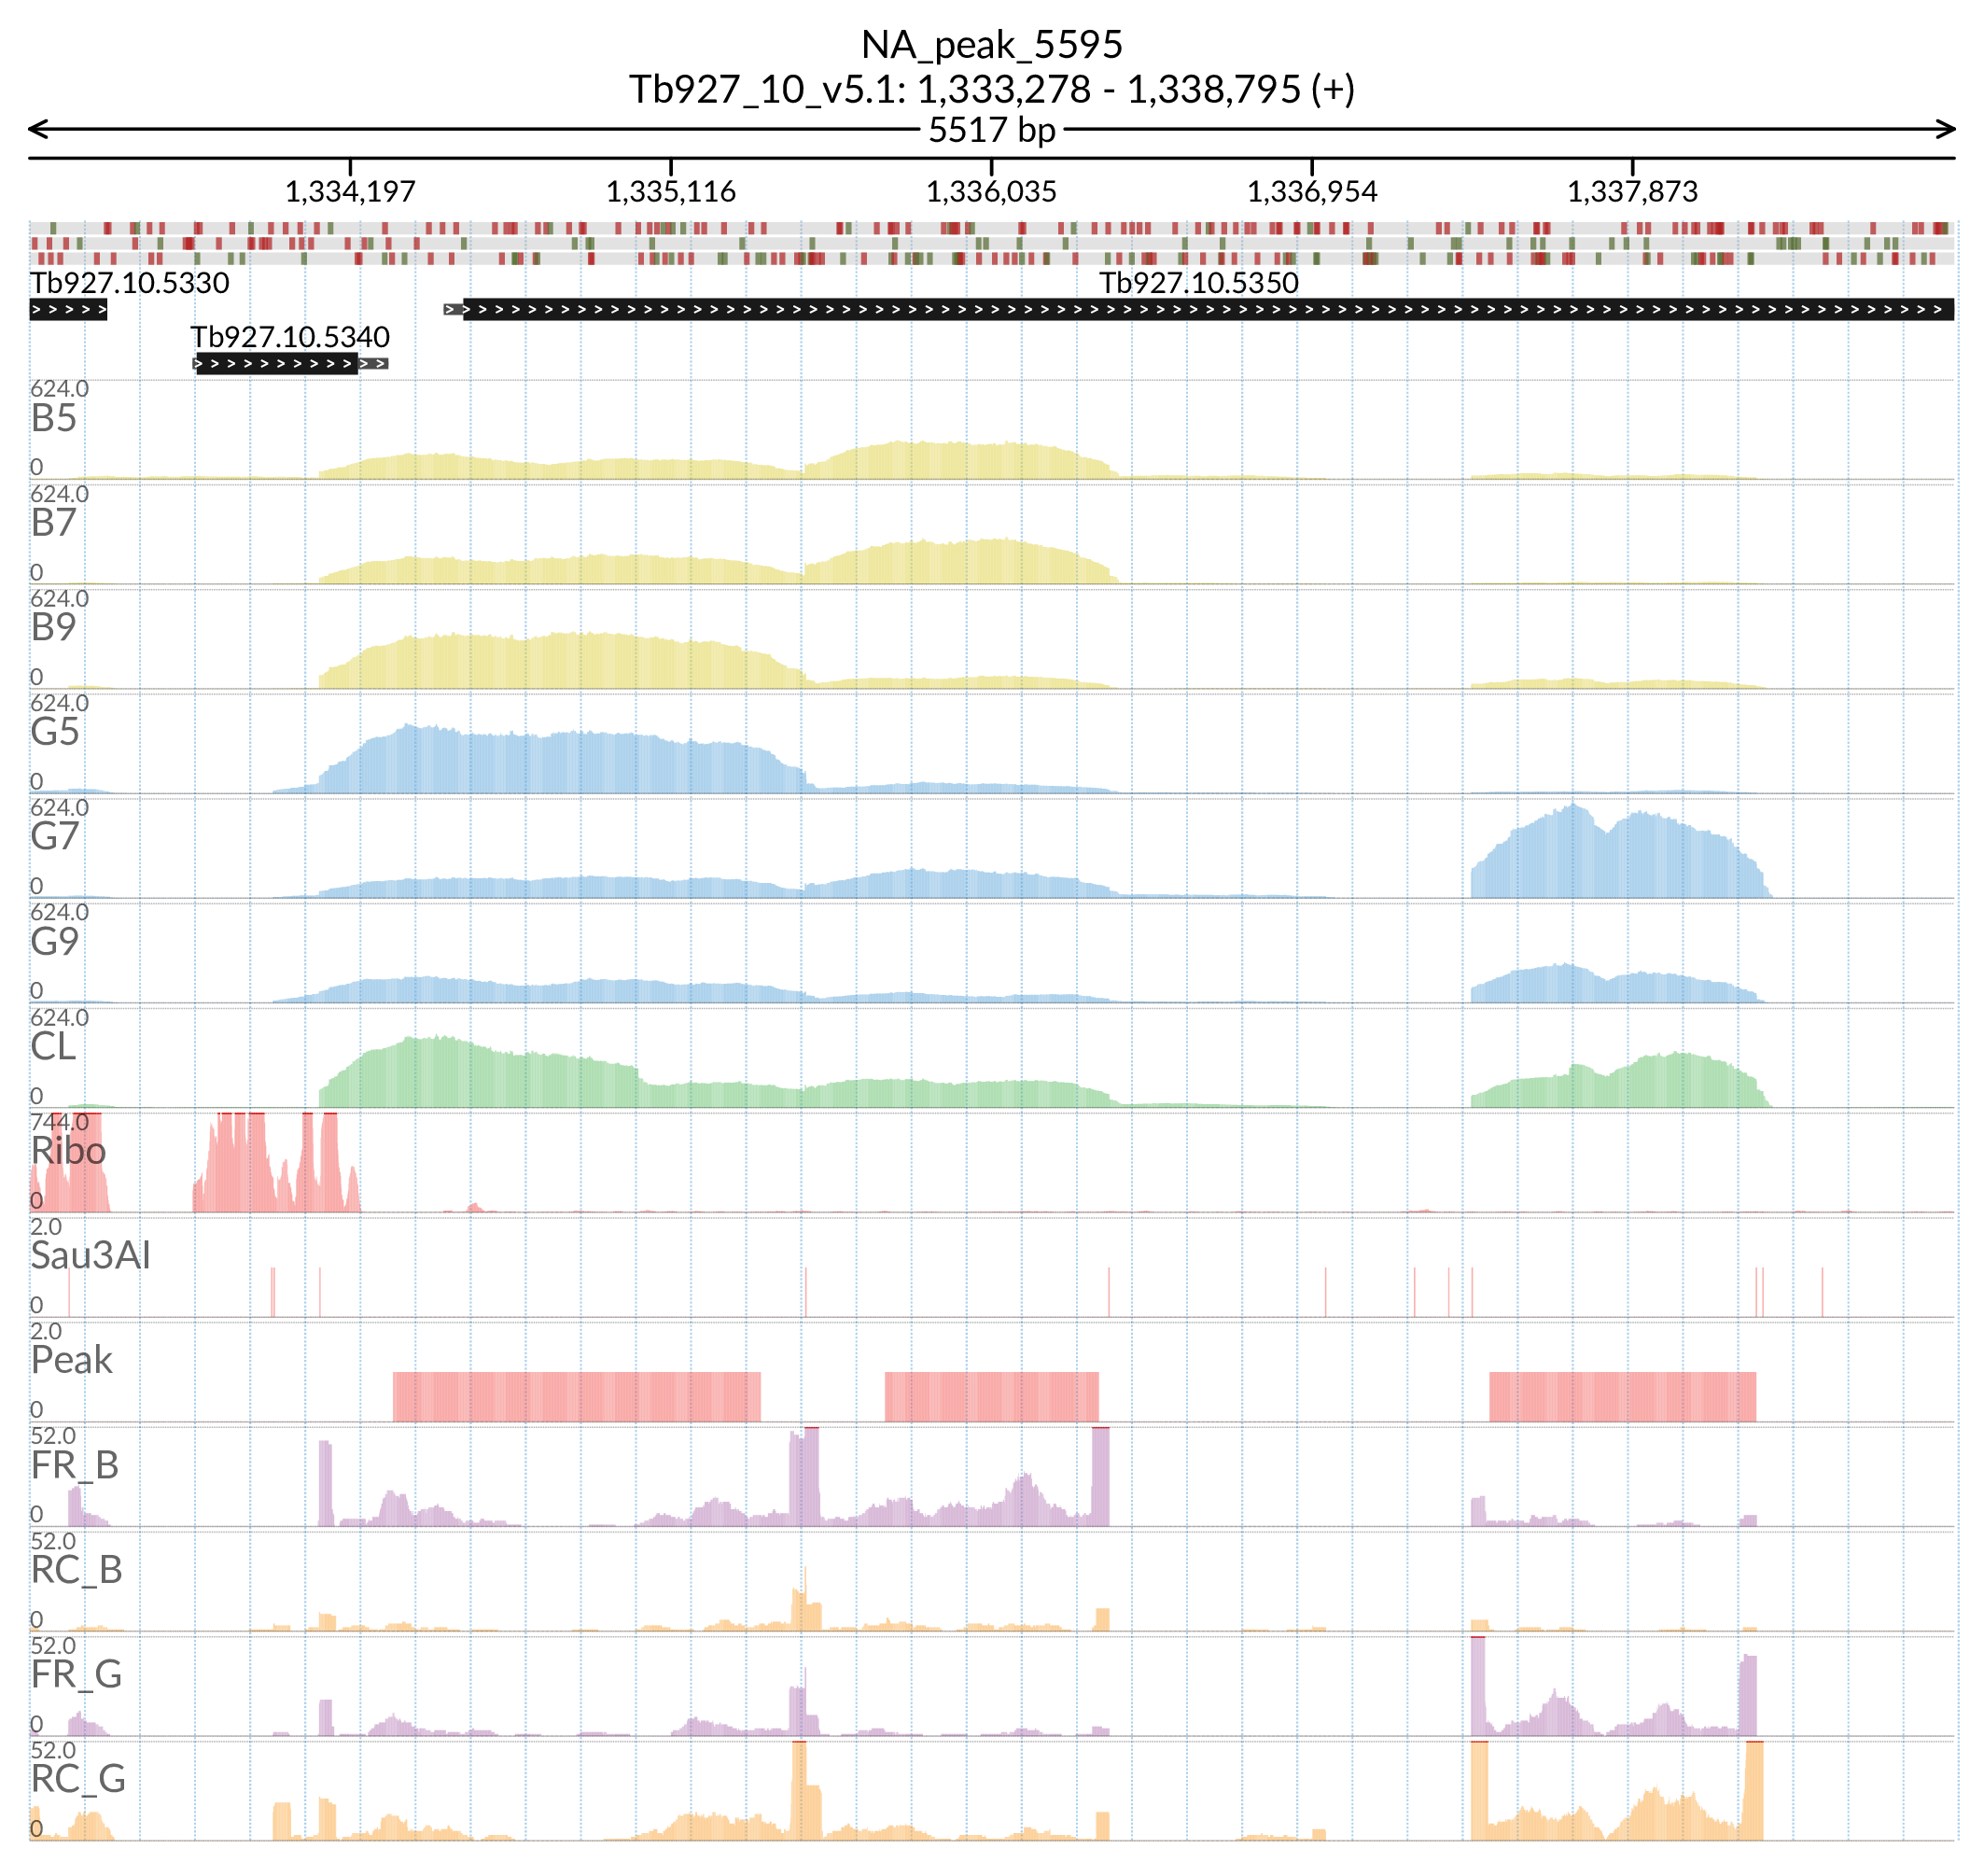 NA_peak_5595
Tb927_10_v5.1: 1,333,278 - 1,338,795 (+)
5517 bp
1,334,197 1,335,116 1,336,035 1,336,954 1,337,873
Tb927.10.5330 Tb927.10.5350
Tb927.10.5340
624.0
B5
0
624.0
B7
0
624.0
B9
0
624.0
G5
0
624.0
G7
0
624.0
G9
0
624.0
CL
0
744.0
Ribo
0
2.0
Sau3AI
0
2.0
Peak
0
52.0
FR_B
0
52.0
RC_B
0
52.0
FR_G
0
52.0
RC_G
0